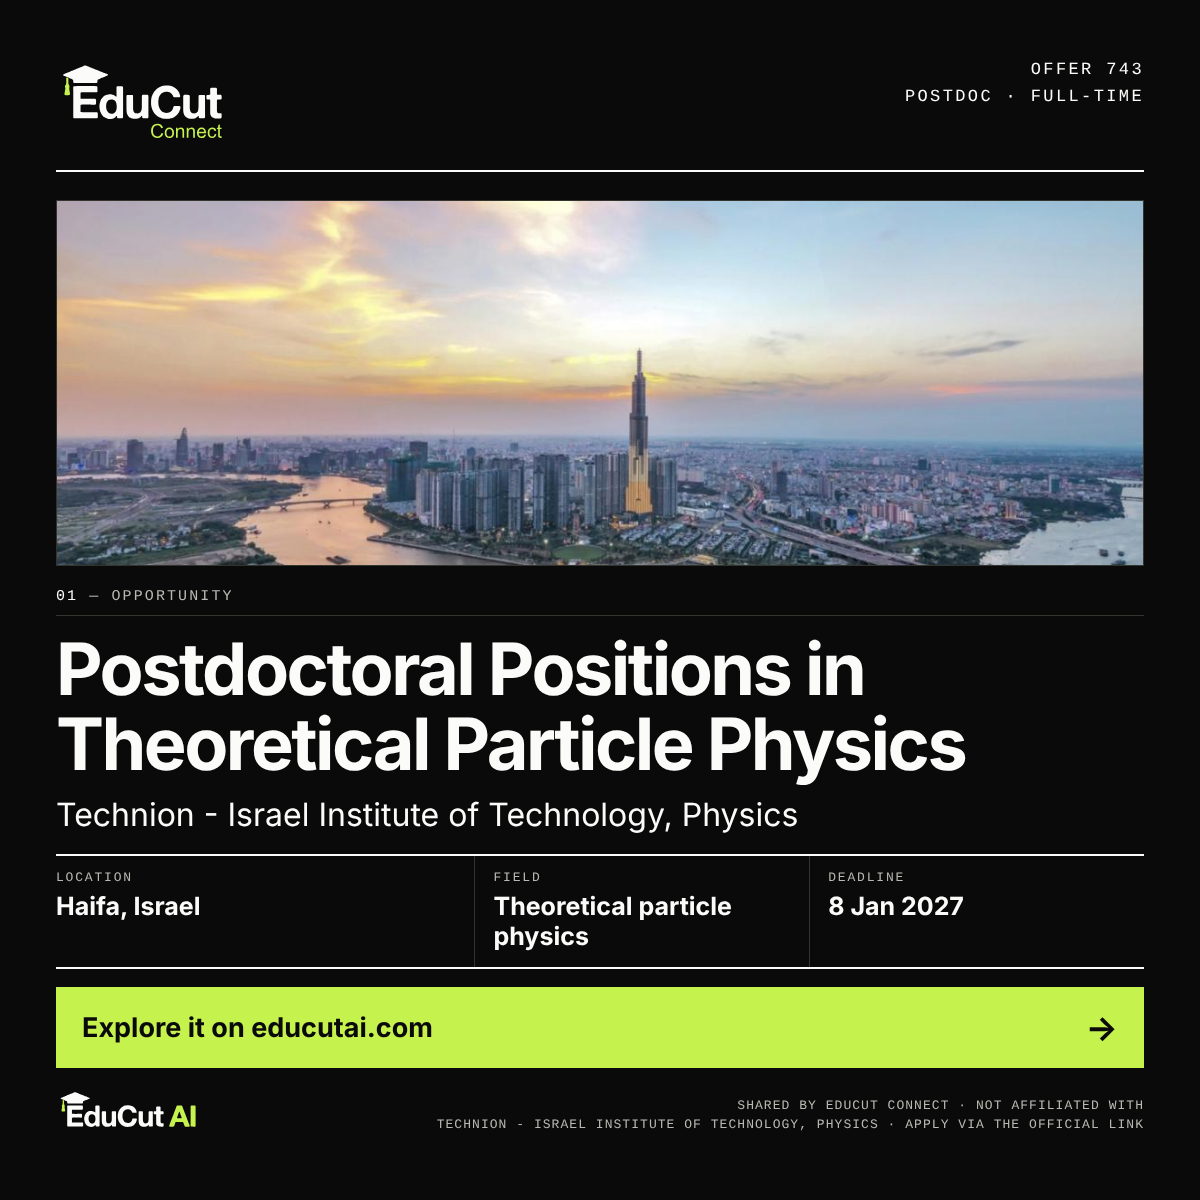 EduCut
Connect
OFFER 743
POSTDOC · FULL-TIME
01 — OPPORTUNITY
Postdoctoral Positions in
Theoretical Particle Physics
Technion - Israel Institute of Technology, Physics
LOCATION
Haifa, Israel
FIELD
Theoretical particle
physics
DEADLINE
8 Jan 2027
Explore it on educutai.com →
EduCut AI
SHARED BY EDUCUT CONNECT · NOT AFFILIATED WITH
TECHNION - ISRAEL INSTITUTE OF TECHNOLOGY, PHYSICS · APPLY VIA THE OFFICIAL LINK